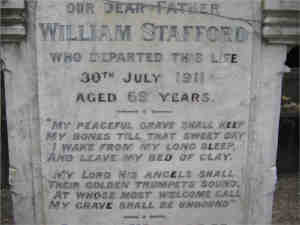 OUR DEAR FATHER
WILLIAM STAFFORD
WHO DEPARTED THIS LIFE
30TH JULY 1911
AGED 69 YEARS.
"MY PEACEFUL GRAVE SHALL KEEP
MY BONES TILL THAT SWEET DAY
I WAKE FROM MY LONG SLEEP,
AND LEAVE MY BED OF CLAY.
MY LORD HIS ANGELS SHALL
THEIR GOLDEN TRUMPETS SOUND,
AT WHOSE MOST WELCOME CALL
MY GRAVE SHALL BE UNBOUND"